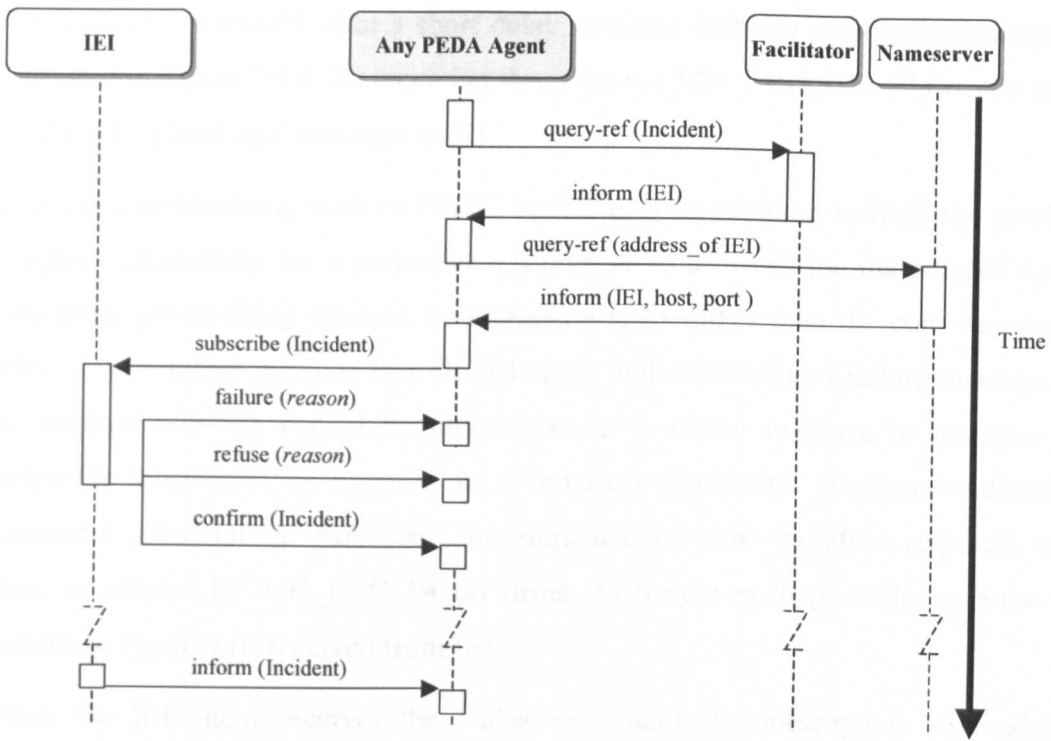 IEI
Any PEDA Agent
Facilitator
Nameserver
query-ref (Incident)
inform (IEI)
query-ref (address_of IEI)
inform (IEI, host, port )
Time
subscribe (Incident)
failure (reason)
refuse (reason)
confirm (Incident)
inform (Incident)